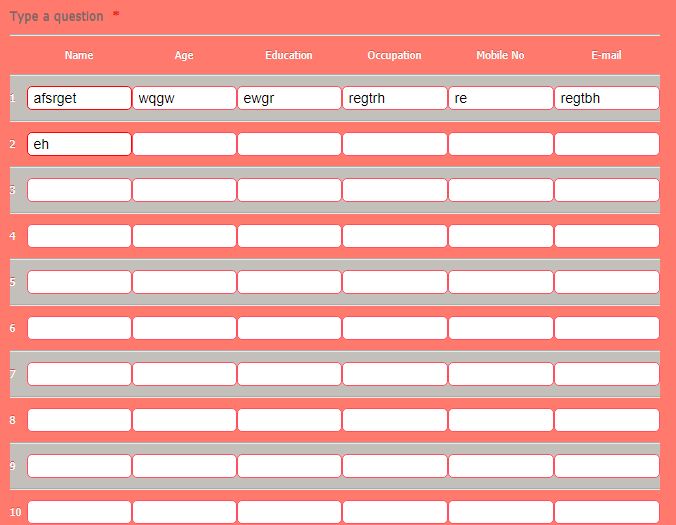 Type a question *
Name Age Education Occupation Mobile No E-mail
1 afsrget wqgw ewgr regtrh re regtbh
2 eh
3
4
5
6
7
8
9
10